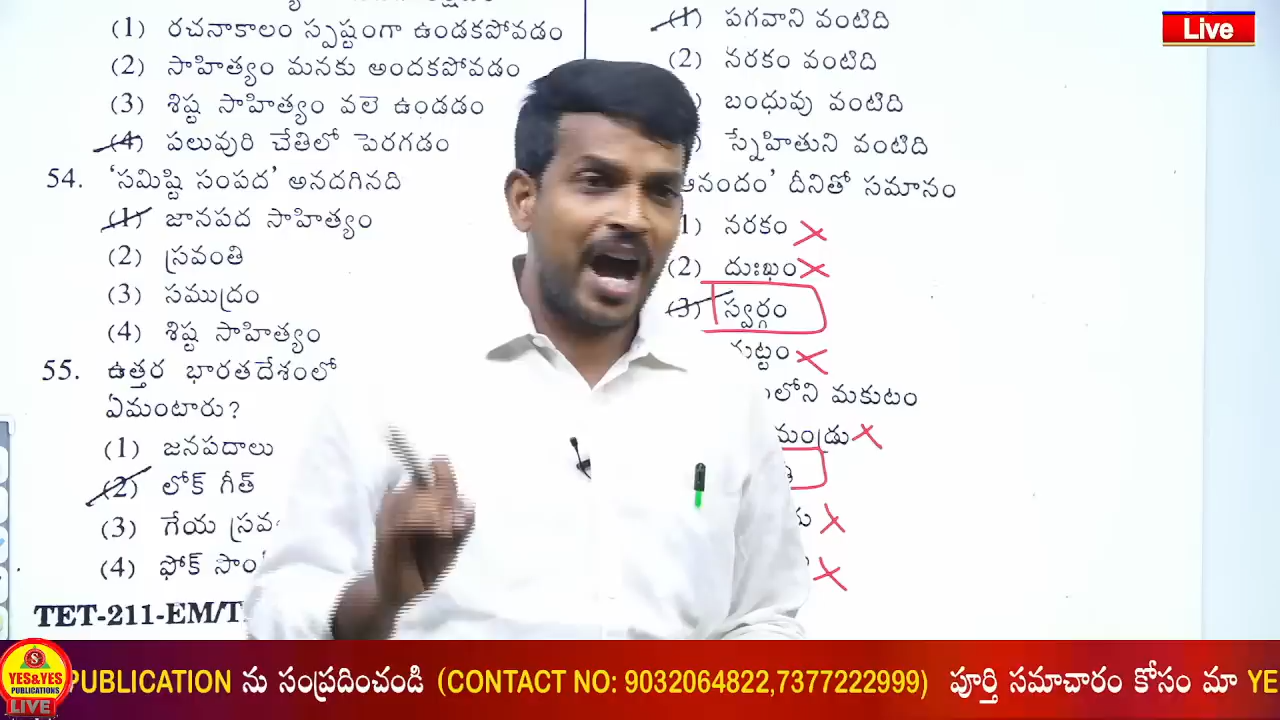 (1) రచనాకాలం స్పష్టంగా ఉండకపోవడం
(2) సాహిత్యం మనకు అందకపోవడం
(3) శిష్ట సాహిత్యం వలె ఉండడం
(4) పలువురి చేతిలో పెరగడం
54. 'సమిష్టి సంపద' అనదగినది
(1) జానపద సాహిత్యం
(2) స్రవంతి
(3) సముద్రం
(4) శిష్ట సాహిత్యం
55. ఉత్తర భారతదేశంలో
ఏమంటారు?
(1) జనపదాలు
(2) లోక్ గీత్
(3) గేయ
(4) ఫోక్
TET-211-EM/T
(1) పగవాని వంటిది
(2) నరకం వంటిది
బంధువు వంటిది
స్నేహితుని వంటిది
ఆనందం' దీనితో సమానం
1) నరకం
(2) దుఃఖం
(3) స్వర్గం
మకుటం
Live
YES&YES
PUBLICATIONS
LIVE
PUBLICATION ను సంప్రదించండి (CONTACT NO: 9032064822,7377222999) పూర్తి సమాచారం కోసం మా YE